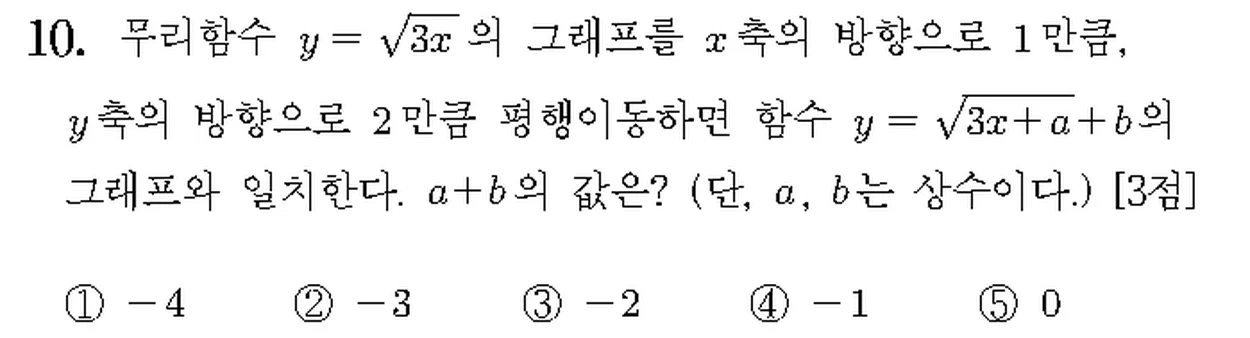 10. 무리함수 y = √3x 의 그래프를 x축의 방향으로 1만큼,
y축의 방향으로 2만큼 평행이동하면 함수 y = √3x+a + b의
그래프와 일치한다. a+b의 값은? (단, a, b는 상수이다.) [3점]
① -4 ② -3 ③ -2 ④ -1 ⑤ 0